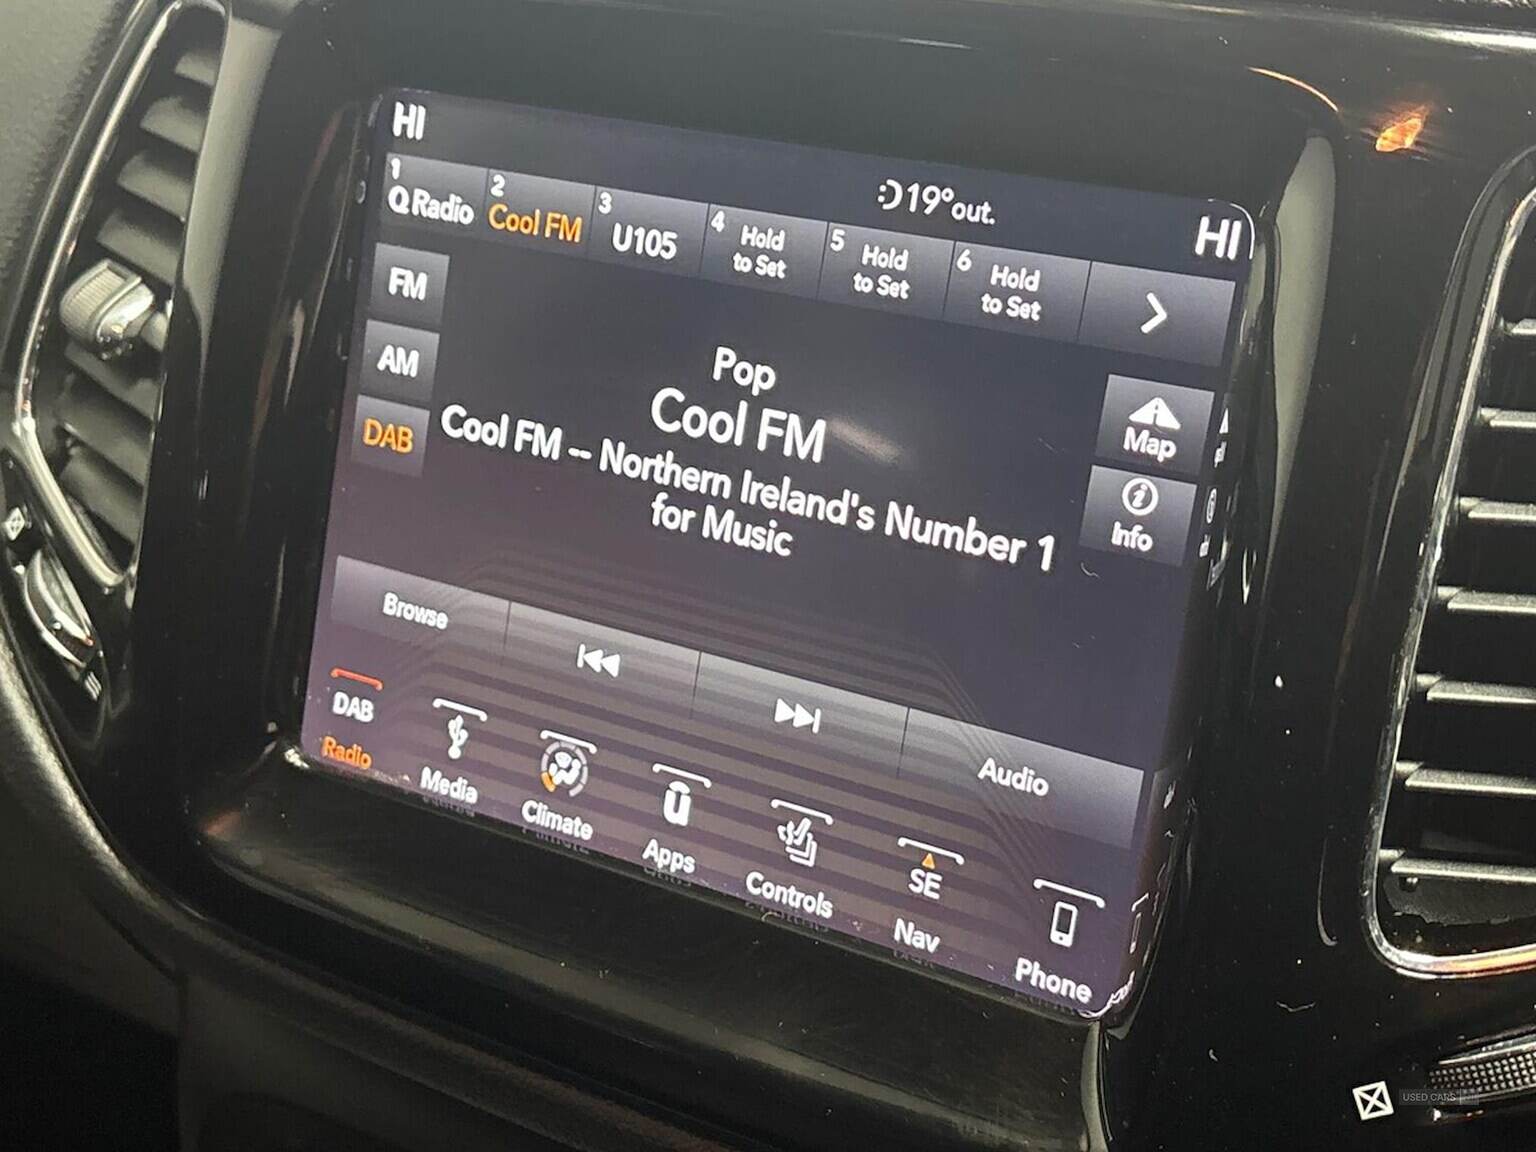 HI
19° out.
HI
1 Q Radio
2 Cool FM
3 U105
4 Hold to Set
5 Hold to Set
6 Hold to Set
FM
AM
DAB
Pop
Cool FM
Cool FM -- Northern Ireland's Number 1
for Music
Map
Info
Browse
Audio
DAB
Radio
Media
Climate
Apps
Controls
SE
Nav
Phone
USED CARS NI